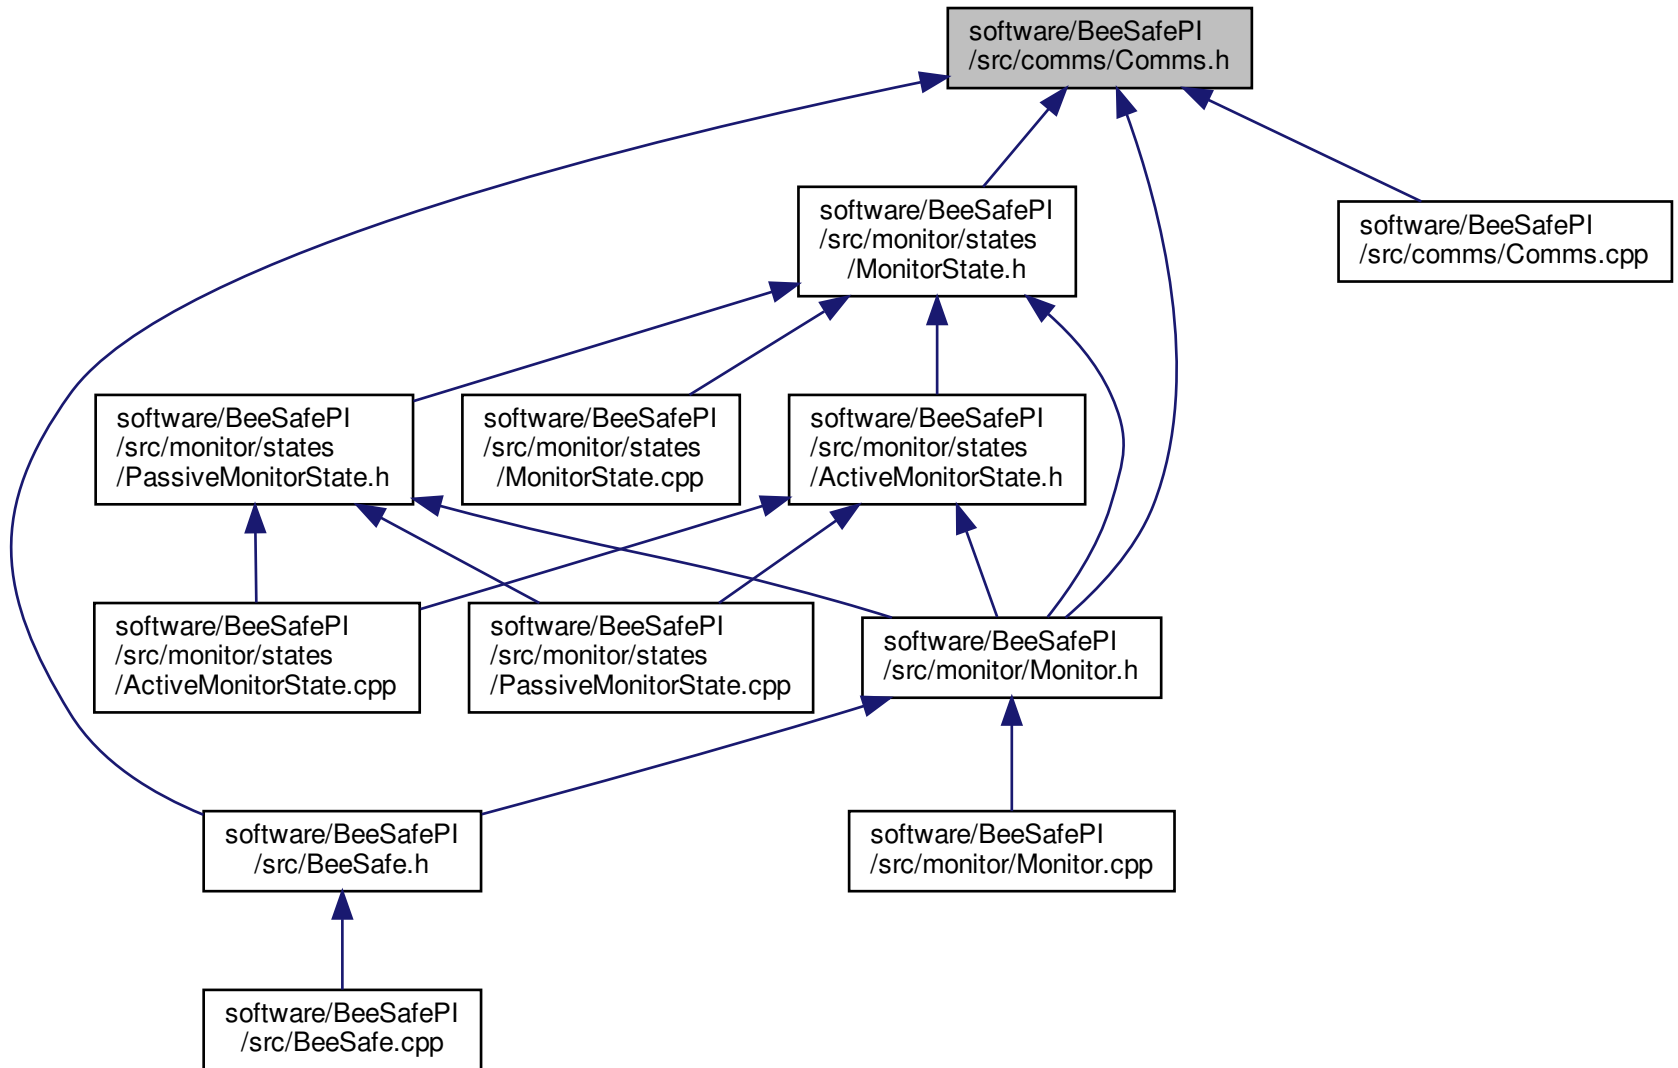 software/BeeSafePI
/src/comms/Comms.h
software/BeeSafePI
/src/monitor/states
/MonitorState.h
software/BeeSafePI
/src/comms/Comms.cpp
software/BeeSafePI
/src/monitor/states
/PassiveMonitorState.h
software/BeeSafePI
/src/monitor/states
/MonitorState.cpp
software/BeeSafePI
/src/monitor/states
/ActiveMonitorState.h
software/BeeSafePI
/src/monitor/states
/ActiveMonitorState.cpp
software/BeeSafePI
/src/monitor/states
/PassiveMonitorState.cpp
software/BeeSafePI
/src/monitor/Monitor.h
software/BeeSafePI
/src/BeeSafe.h
software/BeeSafePI
/src/monitor/Monitor.cpp
software/BeeSafePI
/src/BeeSafe.cpp